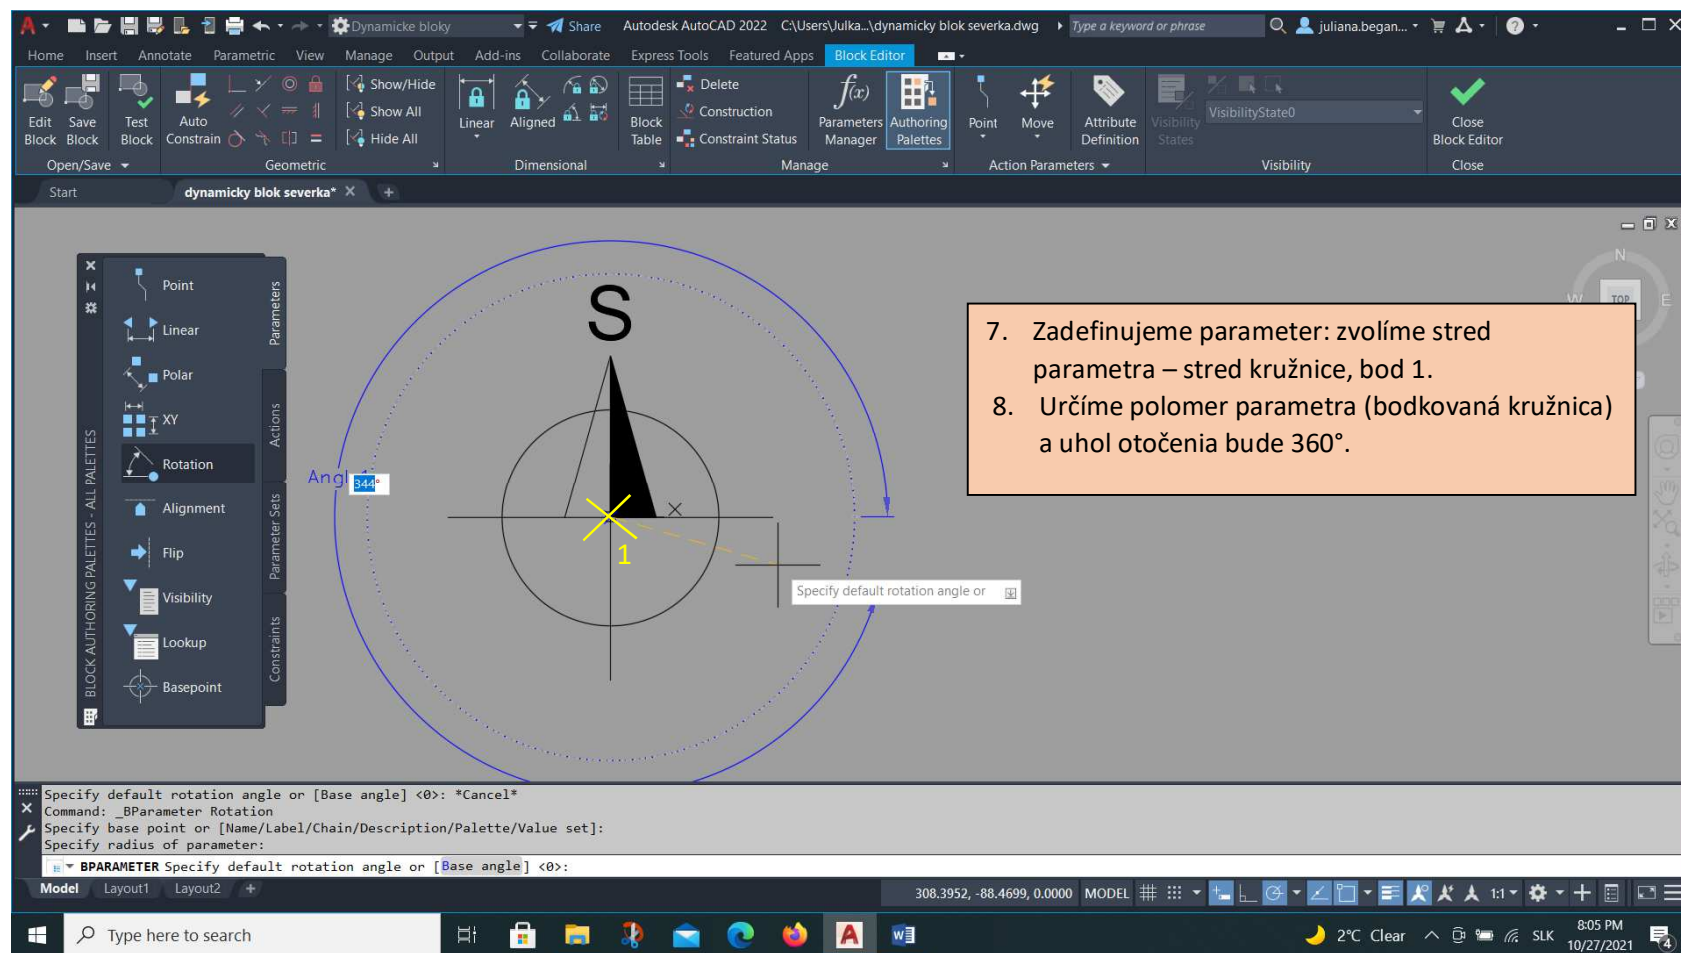 Dynamicke bloky
Share
Autodesk AutoCAD 2022 C:\Users\Julka...\dynamicky blok severka.dwg
Type a keyword or phrase
juliana.began...
Home Insert Annotate Parametric View Manage Output Add-ins Collaborate Express Tools Featured Apps Block Editor
Edit Block
Save Block
Test Block
Auto Constrain
Show/Hide
Show All
Hide All
Linear
Aligned
Block Table
Delete
Construction
Constraint Status
Parameters Manager
Authoring Palettes
Point
Move
Attribute Definition
Visibility States
VisibilityState0
Close Block Editor
Open/Save
Geometric
Dimensional
Manage
Action Parameters
Visibility
Close
Start
dynamicky blok severka*
Point
Linear
Polar
XY
Rotation
Alignment
Flip
Visibility
Lookup
Basepoint
Parameters
Actions
Parameter Sets
Constraints
BLOCK AUTHORING PALETTES - ALL PALETTES
S
Angl
344°
1
Specify default rotation angle or
N
W
TOP
E
7. Zadefinujeme parameter: zvolíme stred
parametra – stred kružnice, bod 1.
8. Určíme polomer parametra (bodkovaná kružnica)
a uhol otočenia bude 360°.
Specify default rotation angle or [Base angle] <0>: *Cancel*
Command: _BParameter Rotation
Specify base point or [Name/Label/Chain/Description/Palette/Value set]:
Specify radius of parameter:
BPARAMETER Specify default rotation angle or [Base angle] <0>:
Model Layout1 Layout2
308.3952, -88.4699, 0.0000 MODEL
1:1
Type here to search
2°C Clear
SLK
8:05 PM
10/27/2021
4